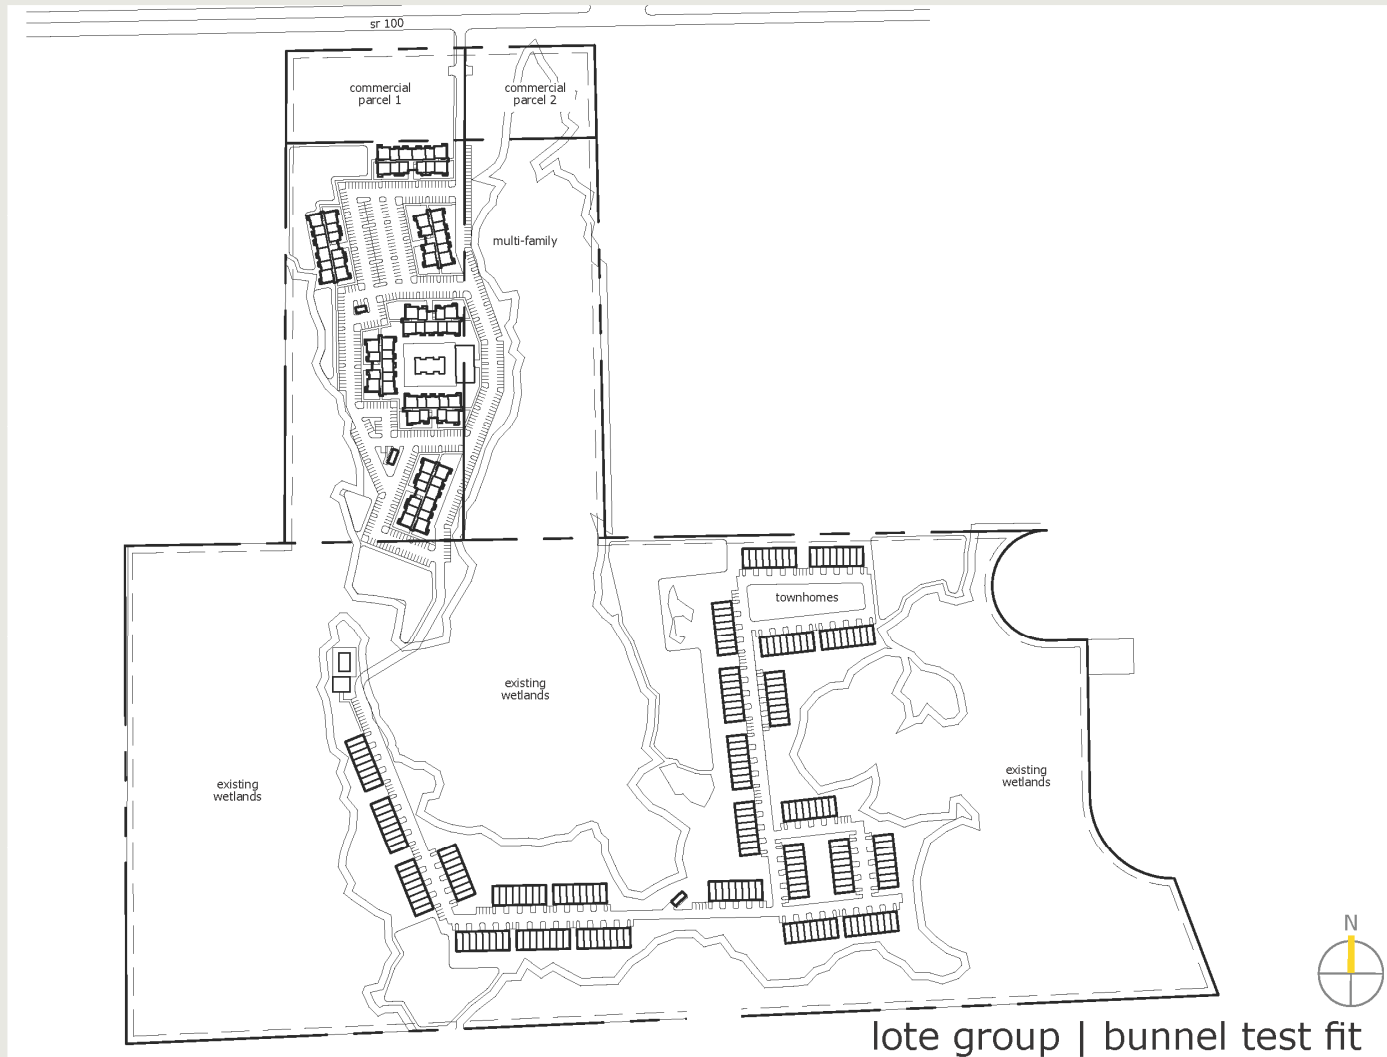 sr 100
commercial
parcel 1
commercial
parcel 2
multi-family
townhomes
existing
wetlands
existing
wetlands
existing
wetlands
N
lote group | bunnel test fit